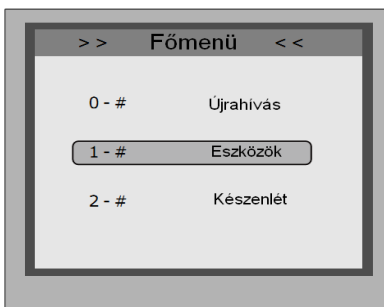 >> Főmenü <<
0 - # Újrahívás
1 - # Eszközök
2 - # Készenlét